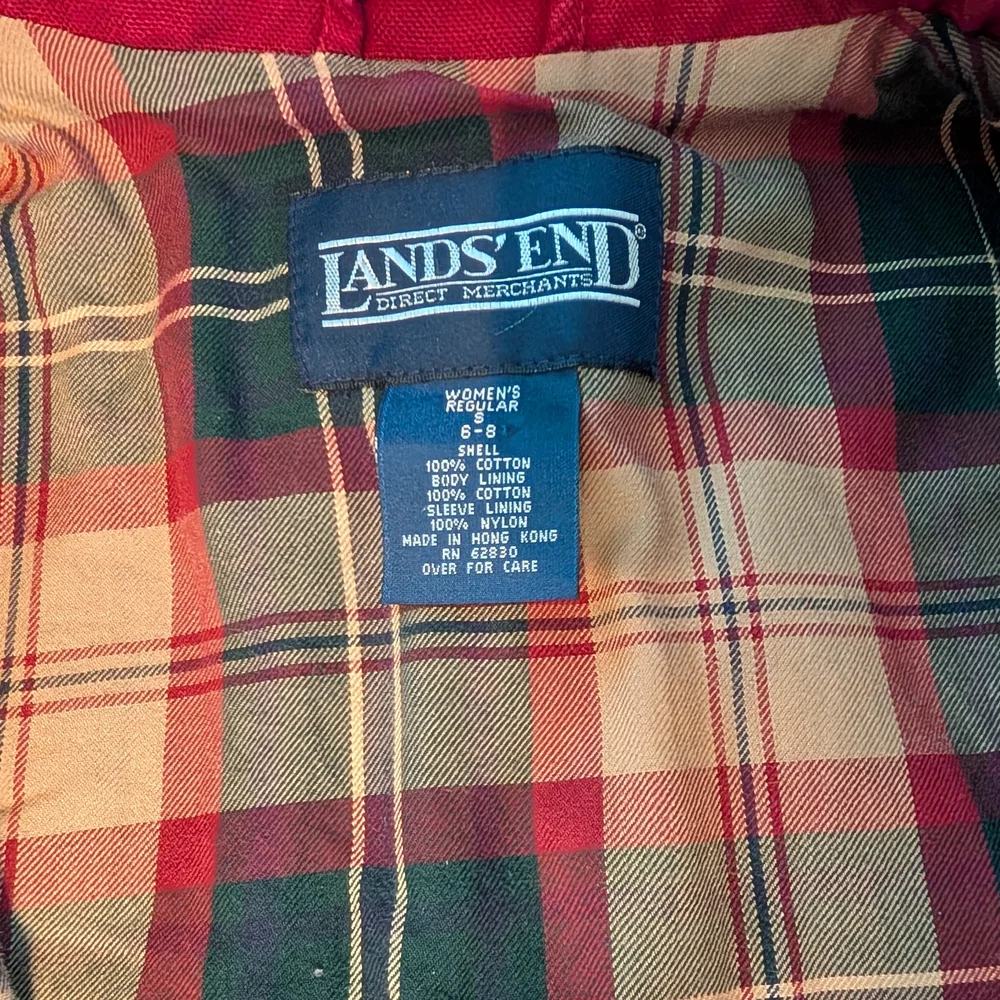 LANDS' END®
DIRECT MERCHANTS
WOMEN'S
REGULAR
S
6-8
SHELL
100% COTTON
BODY LINING
100% COTTON
SLEEVE LINING
100% NYLON
MADE IN HONG KONG
RN 62830
OVER FOR CARE